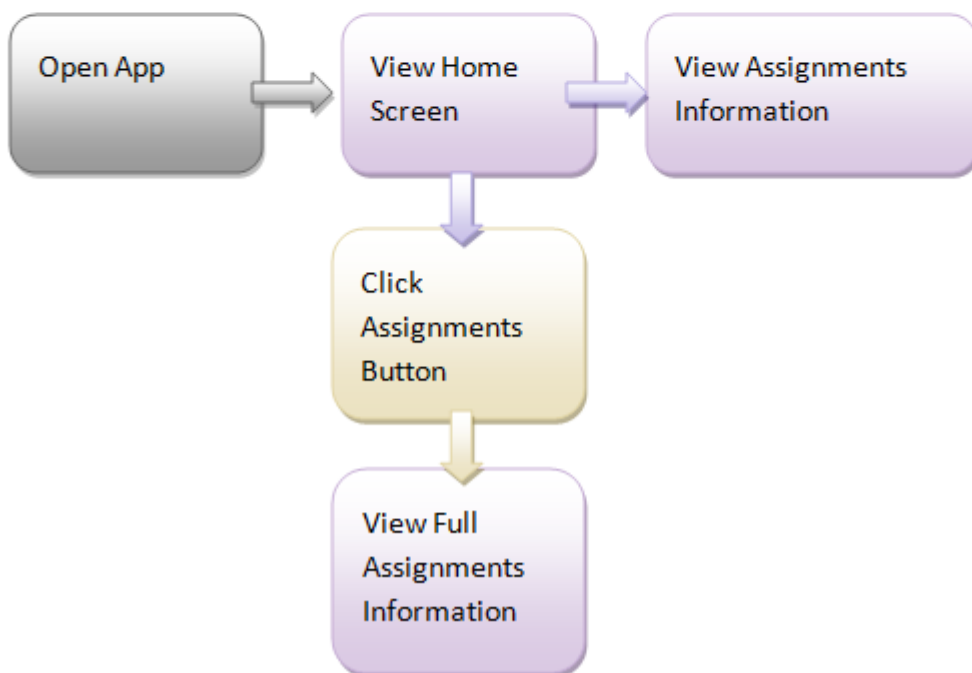 Open App
View Home
Screen
View Assignments
Information
Click
Assignments
Button
View Full
Assignments
Information